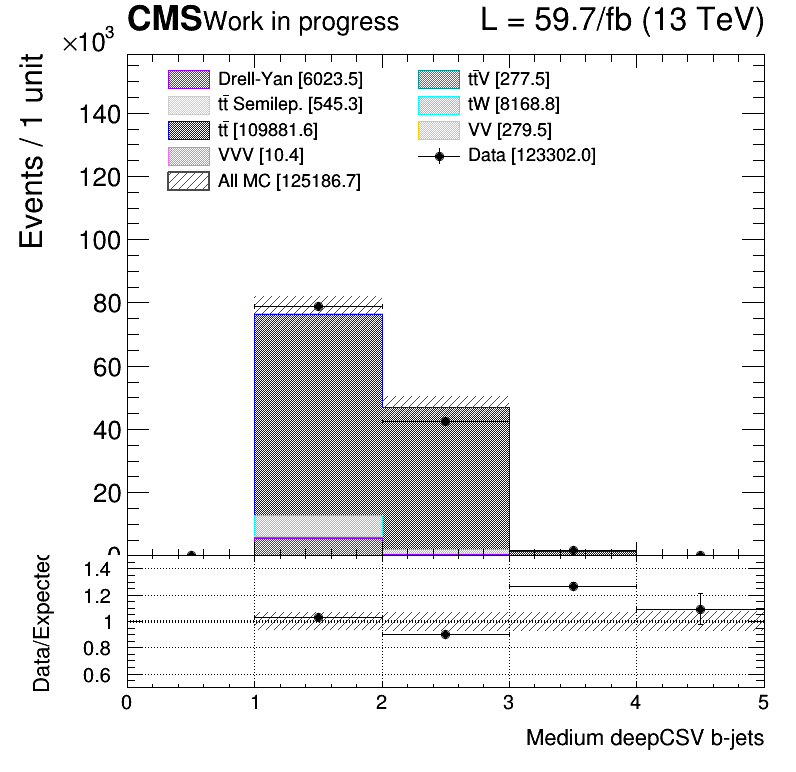 CMS Work in progress L = 59.7/fb (13 TeV)
×10³
Drell-Yan [6023.5] tt̄V [277.5]
tt̄ Semilep. [545.3] tW [8168.8]
tt̄ [109881.6] VV [279.5]
VVV [10.4] Data [123302.0]
All MC [125186.7]
Events / 1 unit
140
120
100
80
60
40
20
0
Data/Expected
1.4
1.2
1
0.8
0.6
0 1 2 3 4 5
Medium deepCSV b-jets